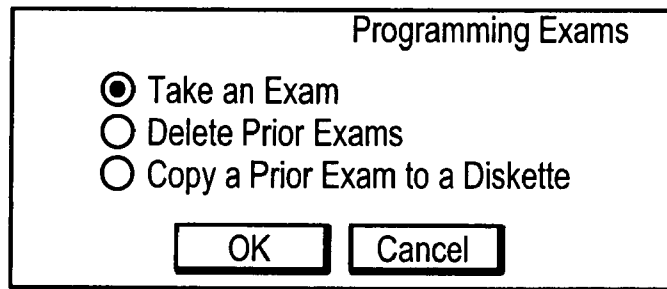 Programming Exams
Take an Exam
Delete Prior Exams
Copy a Prior Exam to a Diskette
OK Cancel